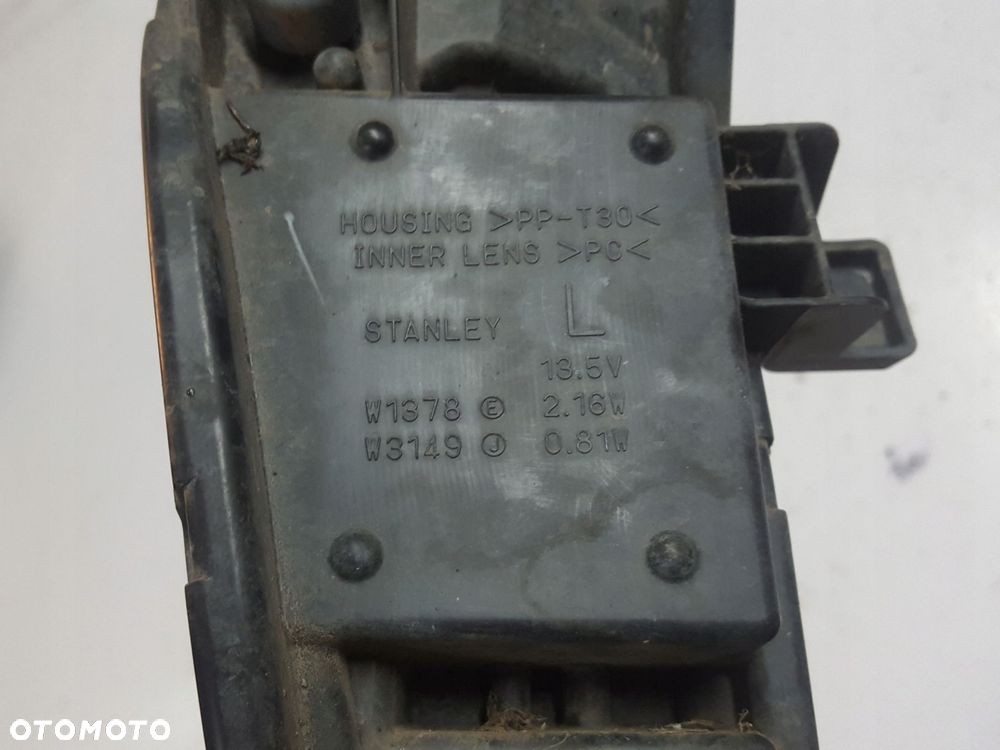 HOUSING >PP-T30<
INNER LENS >PC<
STANLEY L
13.5V
W1378 Ⓔ 2.16W
W3149 Ⓙ 0.81W
OTOMOTO